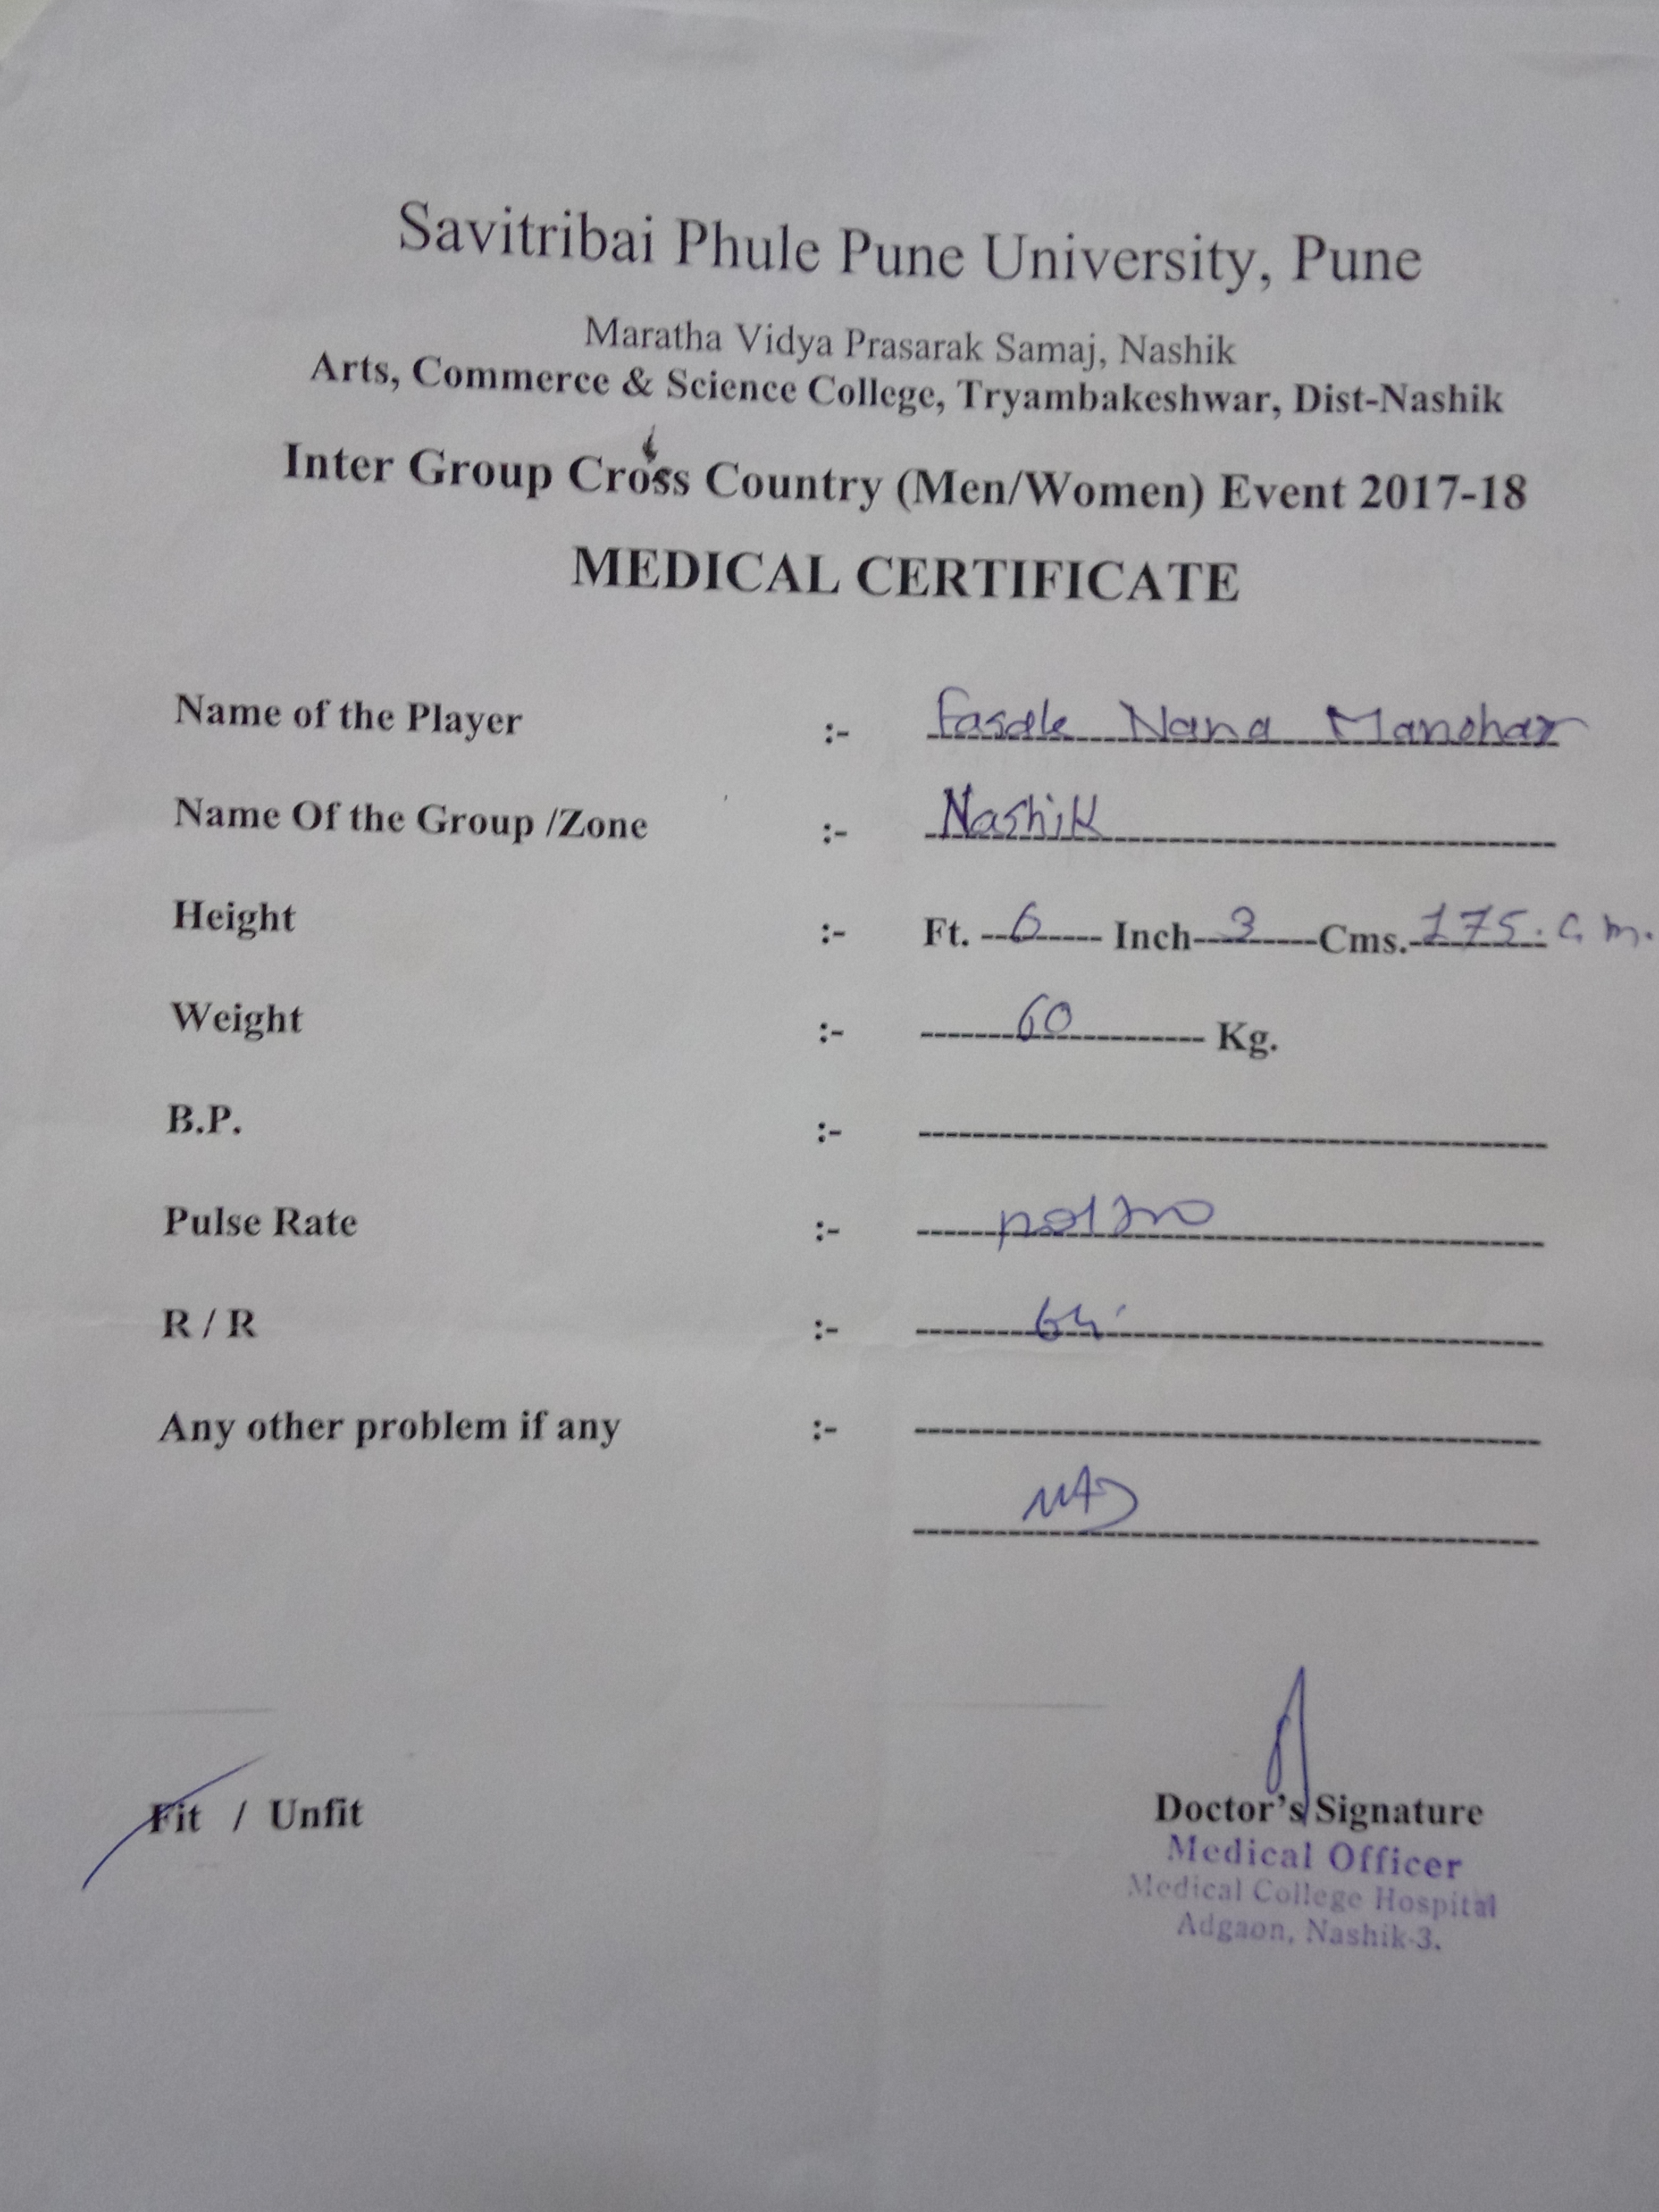 Savitribai Phule Pune University, Pune
Maratha Vidya Prasarak Samaj, Nashik
Arts, Commerce & Science College, Tryambakeshwar, Dist-Nashik
Inter Group Cross Country (Men/Women) Event 2017-18
MEDICAL CERTIFICATE
Name of the Player :- Fasale Nana Manohar
Name Of the Group /Zone :- Nashik
Height :- Ft. 6 Inch 3 Cms. 175. c.m.
Weight :- 60 Kg.
B.P. :-
Pulse Rate :-
R / R :-
Any other problem if any :-
NAD
Fit / Unfit
Doctor's Signature
Medical Officer
Medical College Hospital
Adgaon, Nashik-3.